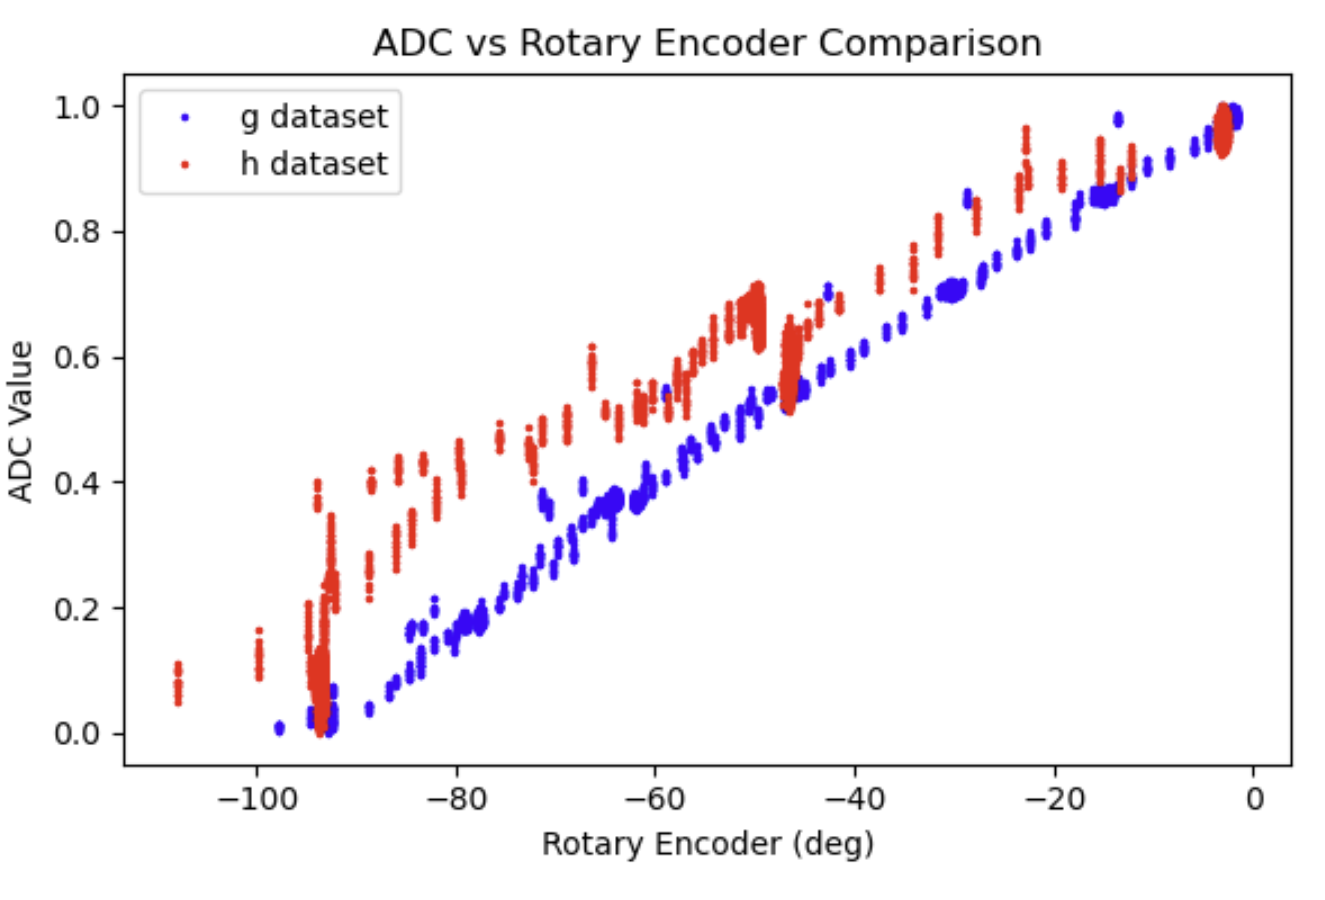 ADC vs Rotary Encoder Comparison
g dataset
h dataset
1.0
0.8
0.6
0.4
0.2
0.0
ADC Value
−100 −80 −60 −40 −20 0
Rotary Encoder (deg)